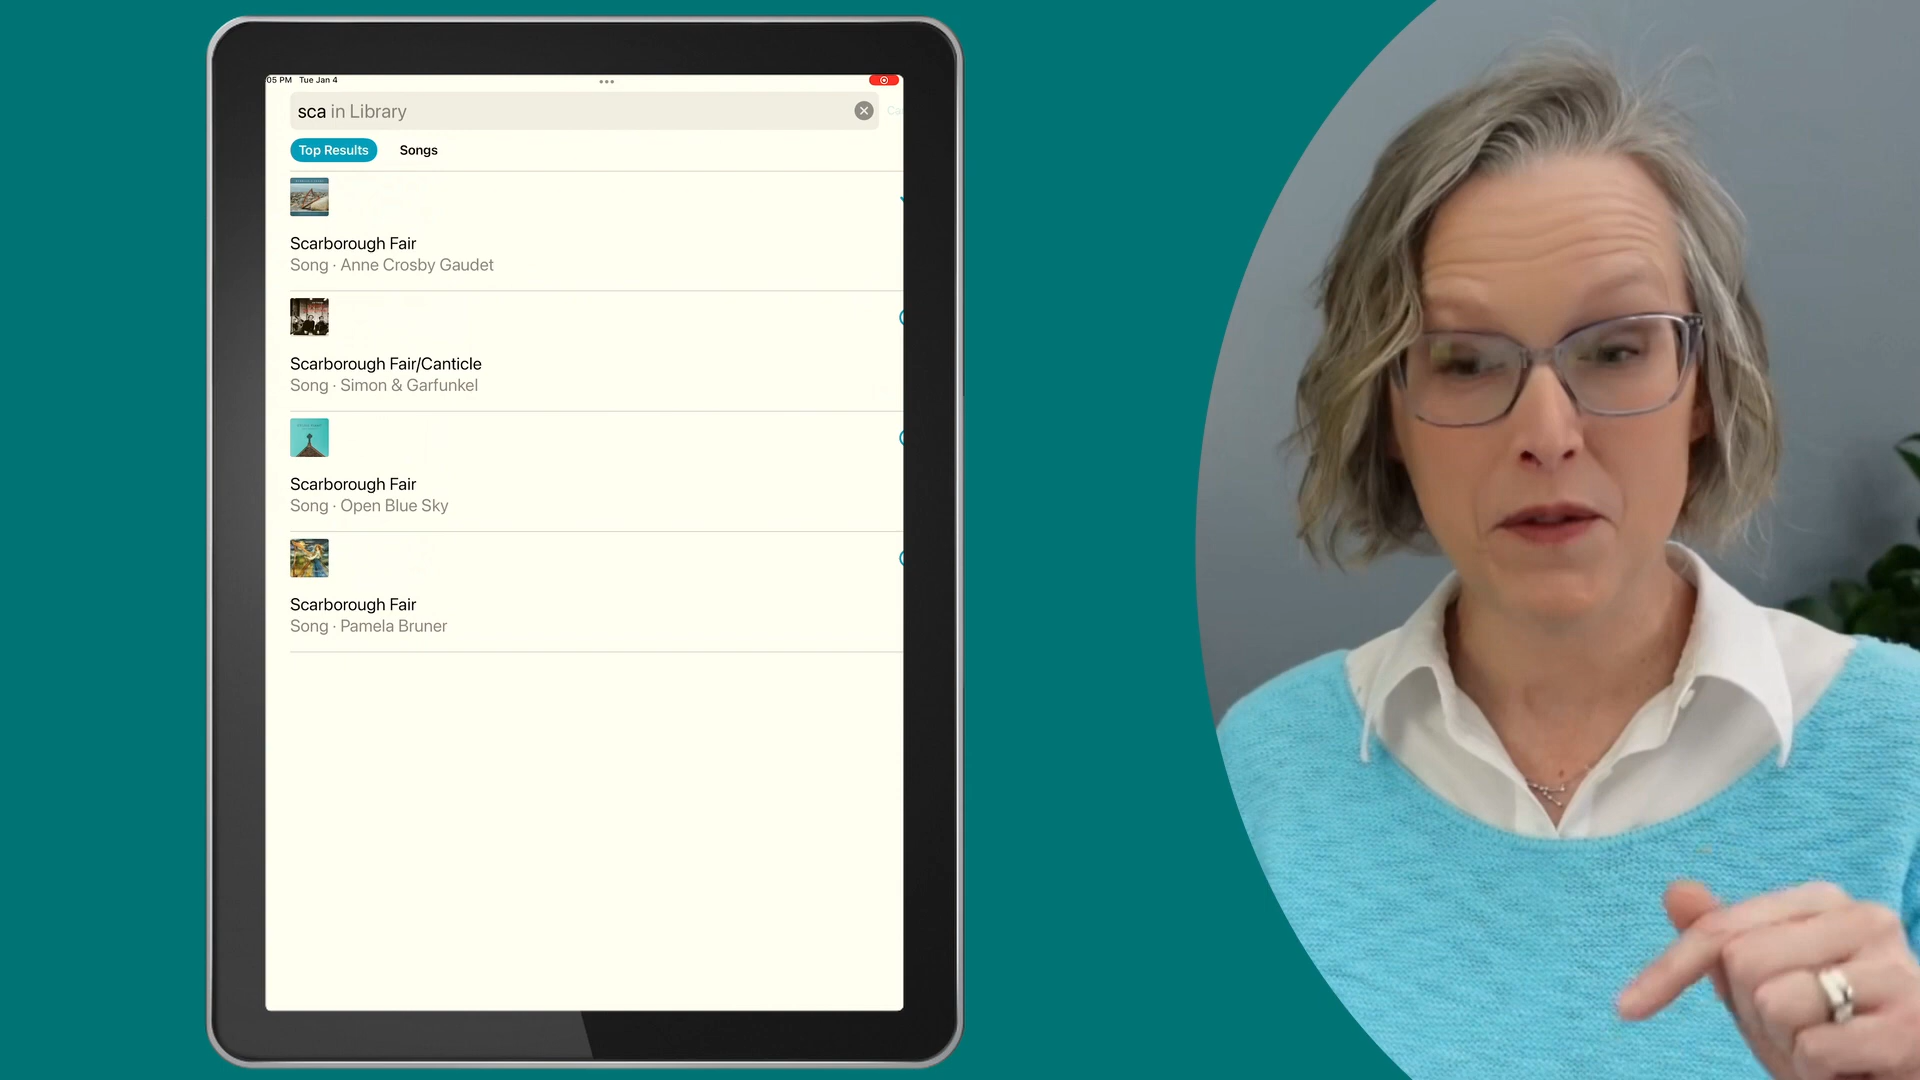 05 PM Tue Jan 4
sca in Library
Top Results Songs
Scarborough Fair
Song · Anne Crosby Gaudet
Scarborough Fair/Canticle
Song · Simon & Garfunkel
Scarborough Fair
Song · Open Blue Sky
Scarborough Fair
Song · Pamela Bruner